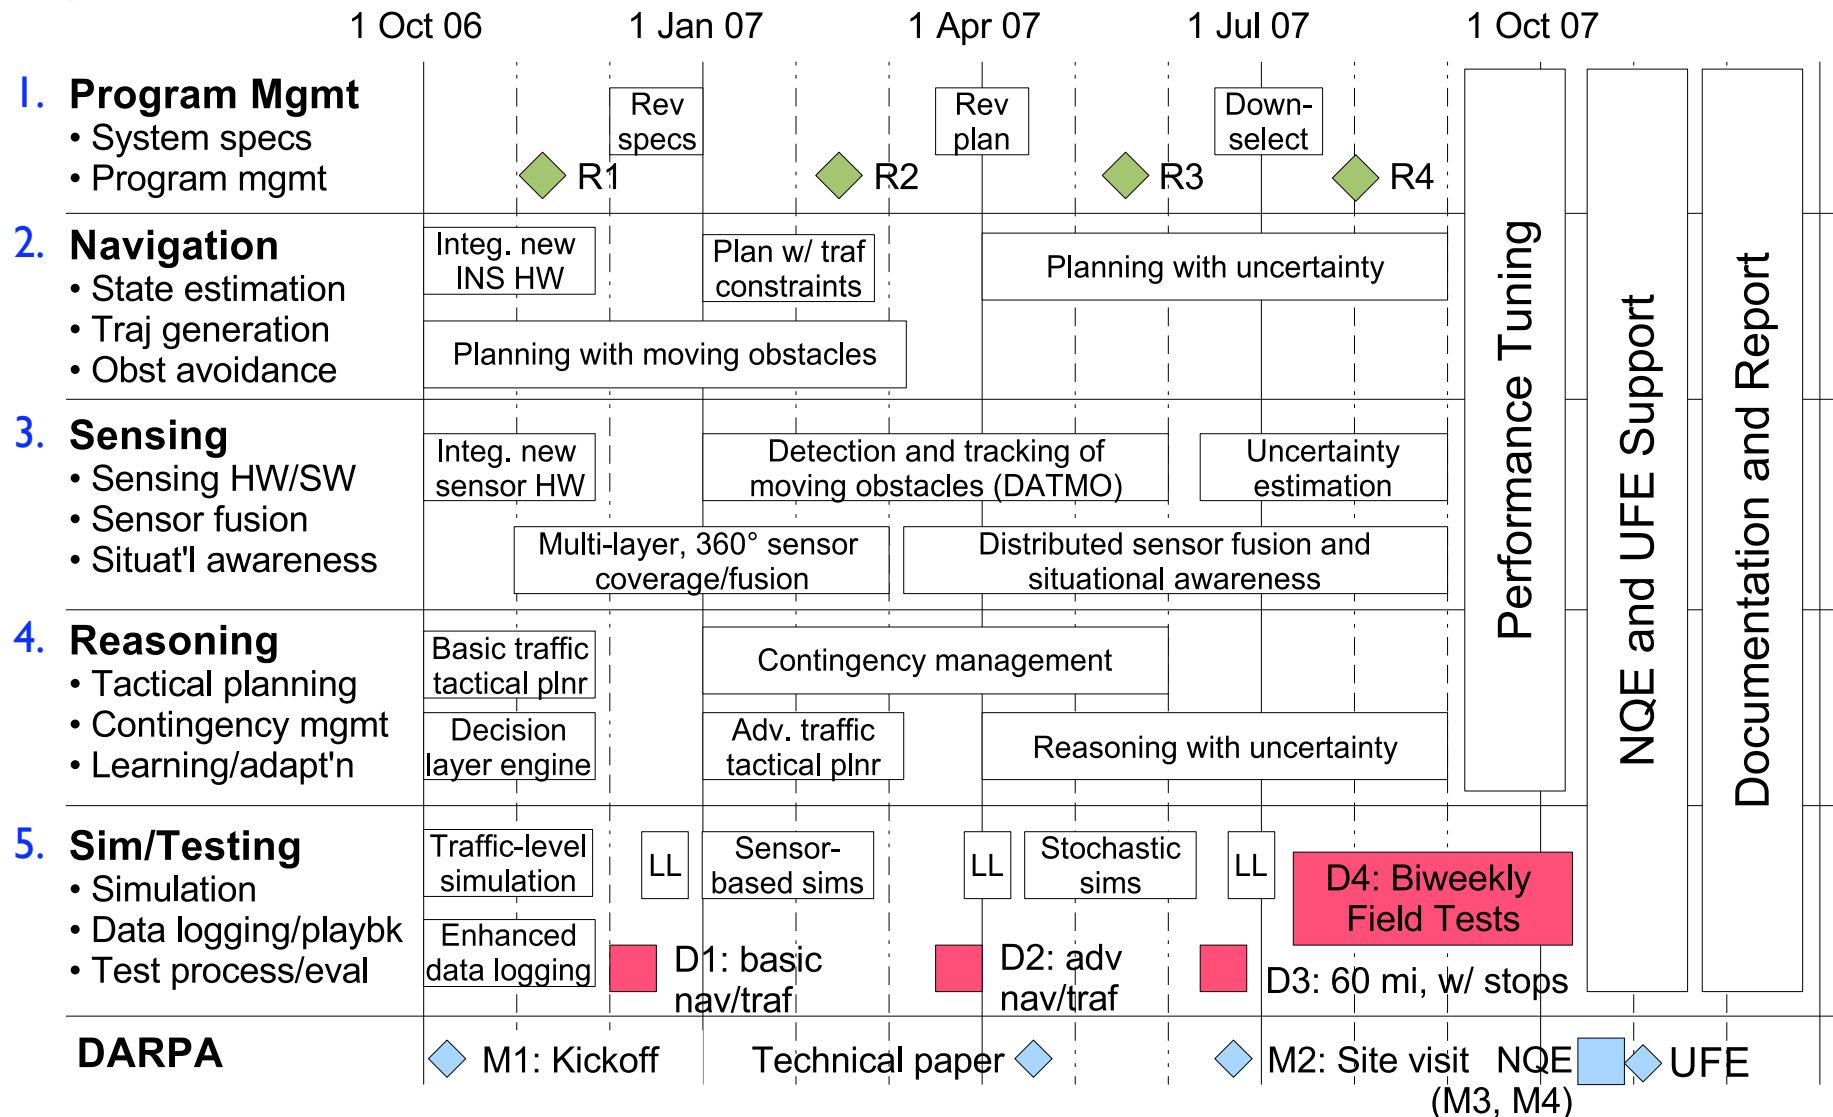 1 Oct 06
1 Jan 07
1 Apr 07
1 Jul 07
1 Oct 07
1. Program Mgmt
• System specs
• Program mgmt
Rev
specs
Rev
plan
Down-
select
R1
R2
R3
R4
2. Navigation
• State estimation
• Traj generation
• Obst avoidance
Integ. new
INS HW
Plan w/ traf
constraints
Planning with uncertainty
Planning with moving obstacles
3. Sensing
• Sensing HW/SW
• Sensor fusion
• Situat'l awareness
Integ. new
sensor HW
Detection and tracking of
moving obstacles (DATMO)
Uncertainty
estimation
Multi-layer, 360° sensor
coverage/fusion
Distributed sensor fusion and
situational awareness
4. Reasoning
• Tactical planning
• Contingency mgmt
• Learning/adapt'n
Basic traffic
tactical plnr
Contingency management
Decision
layer engine
Adv. traffic
tactical plnr
Reasoning with uncertainty
5. Sim/Testing
• Simulation
• Data logging/playbk
• Test process/eval
Traffic-level
simulation
LL
Sensor-
based sims
LL
Stochastic
sims
LL
D4: Biweekly
Field Tests
Enhanced
data logging
D1: basic
nav/traf
D2: adv
nav/traf
D3: 60 mi, w/ stops
Performance Tuning
NQE and UFE Support
Documentation and Report
DARPA
M1: Kickoff
Technical paper
M2: Site visit
NQE
(M3, M4)
UFE